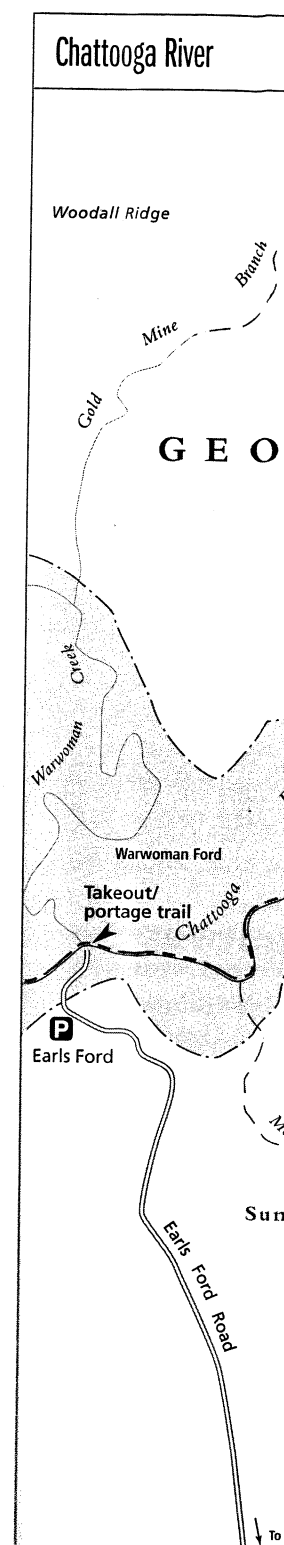 Chattooga River
Woodall Ridge
Gold Mine Branch
GEO
Warwoman Creek
Warwoman Ford
Takeout/
portage trail
Chattooga
P
Earls Ford
Sun
Earls Ford Road
To